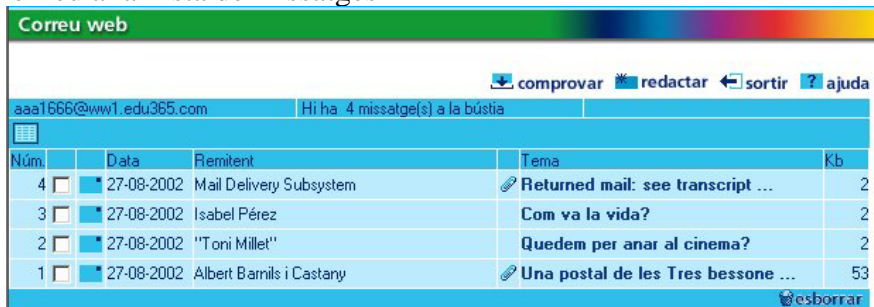 Correu web
comprovar redactar sortir ajuda
aaa1666@ww1.edu365.com Hi ha 4 missatge(s) a la bústia
Núm. Data Remitent Tema Kb
4 27-08-2002 Mail Delivery Subsystem Returned mail: see transcript ... 2
3 27-08-2002 Isabel Pérez Com va la vida? 2
2 27-08-2002 "Toni Millet" Quedem per anar al cinema? 2
1 27-08-2002 Albert Barnils i Castany Una postal de les Tres bessone ... 53
esborrar